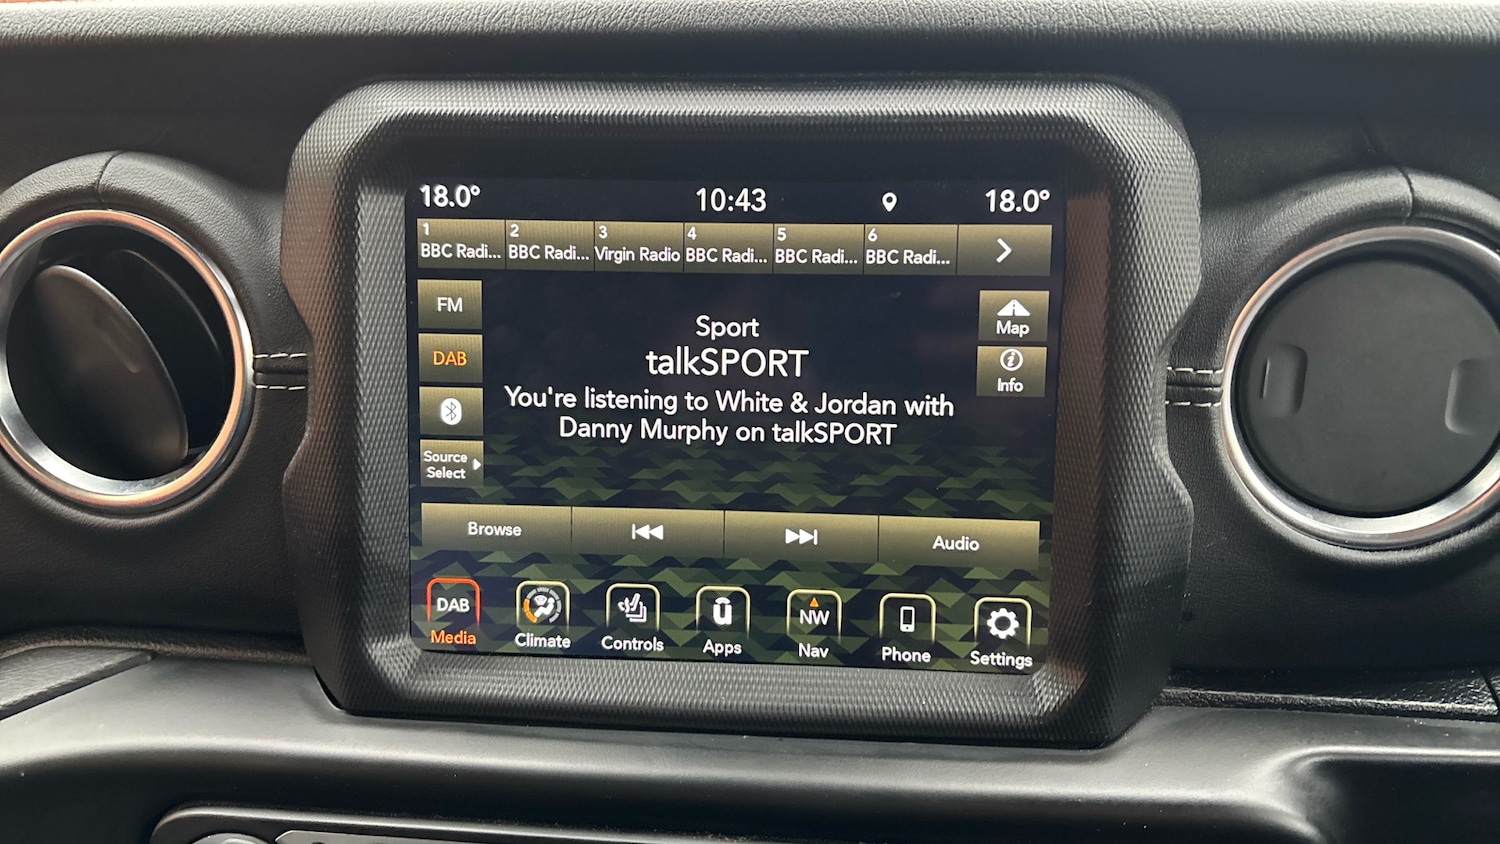 18.0° 10:43 18.0°
1 2 3 4 5 6
BBC Radi... BBC Radi... Virgin Radio BBC Radi... BBC Radi... BBC Radi...
FM
Sport
Map
talkSPORT
DAB
Info
You're listening to White & Jordan with
Danny Murphy on talkSPORT
Source
Select
Browse Audio
DAB NW
Media Climate Controls Apps Nav Phone Settings